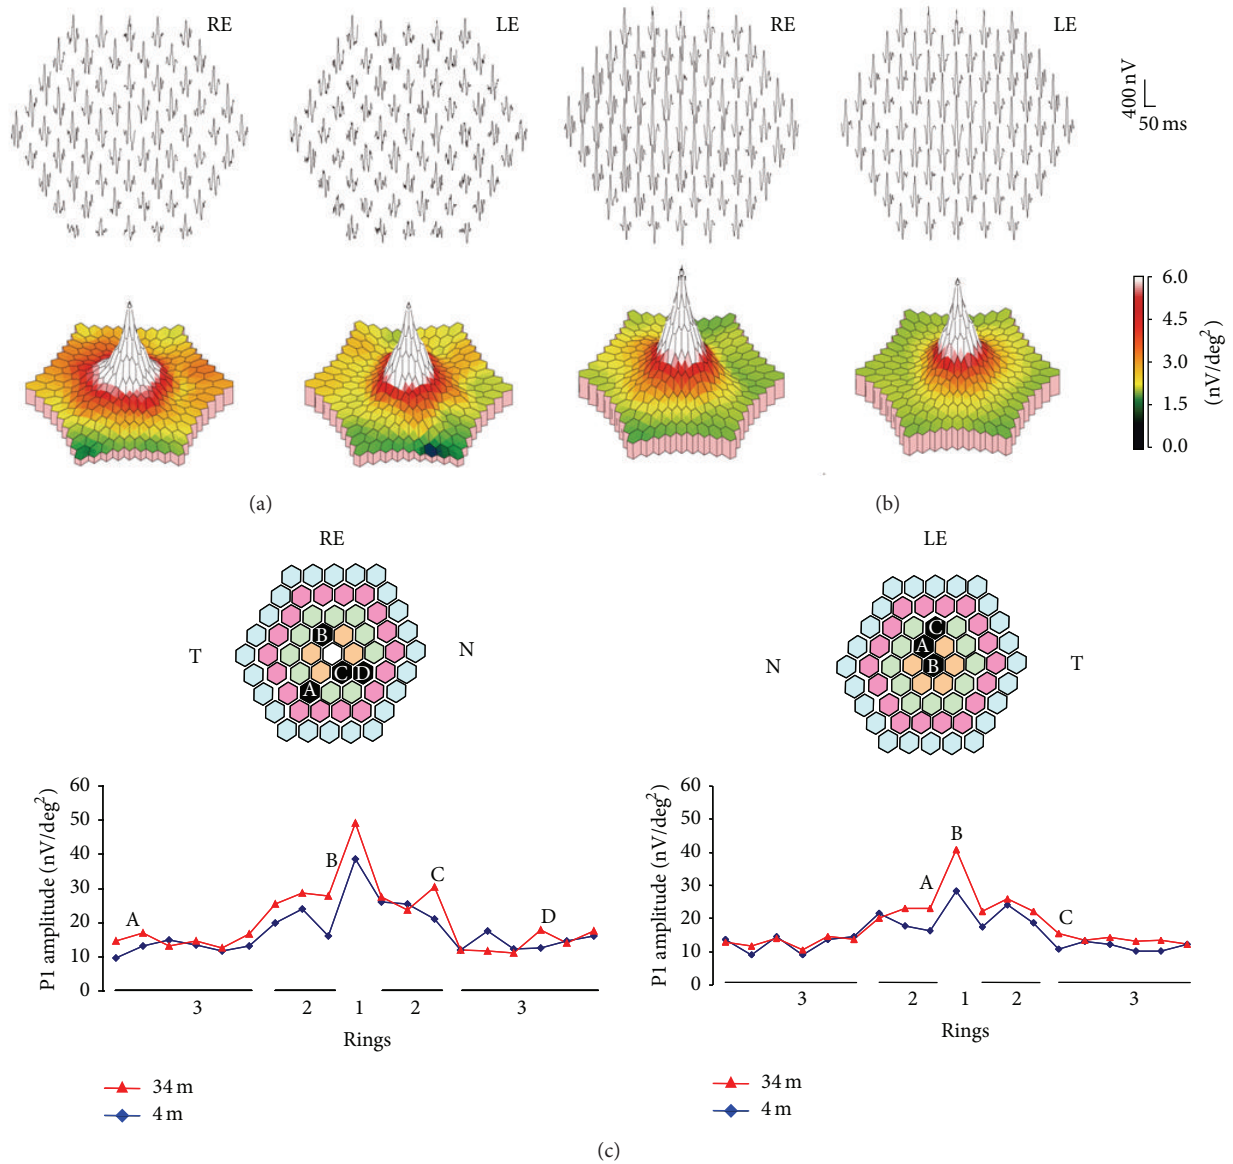 RE
LE
RE
LE
400 nV
50 ms
6.0
4.5
3.0
1.5
0.0
(nV/deg²)
(a)
(b)
RE
LE
T
N
B
C
D
A
N
T
C
A
B
P1 amplitude (nV/deg²)
60
50
40
30
20
10
0
A
B
C
D
3
2
1
2
3
Rings
34 m
4 m
P1 amplitude (nV/deg²)
60
50
40
30
20
10
0
A
B
C
3
2
1
2
3
Rings
34 m
4 m
(c)